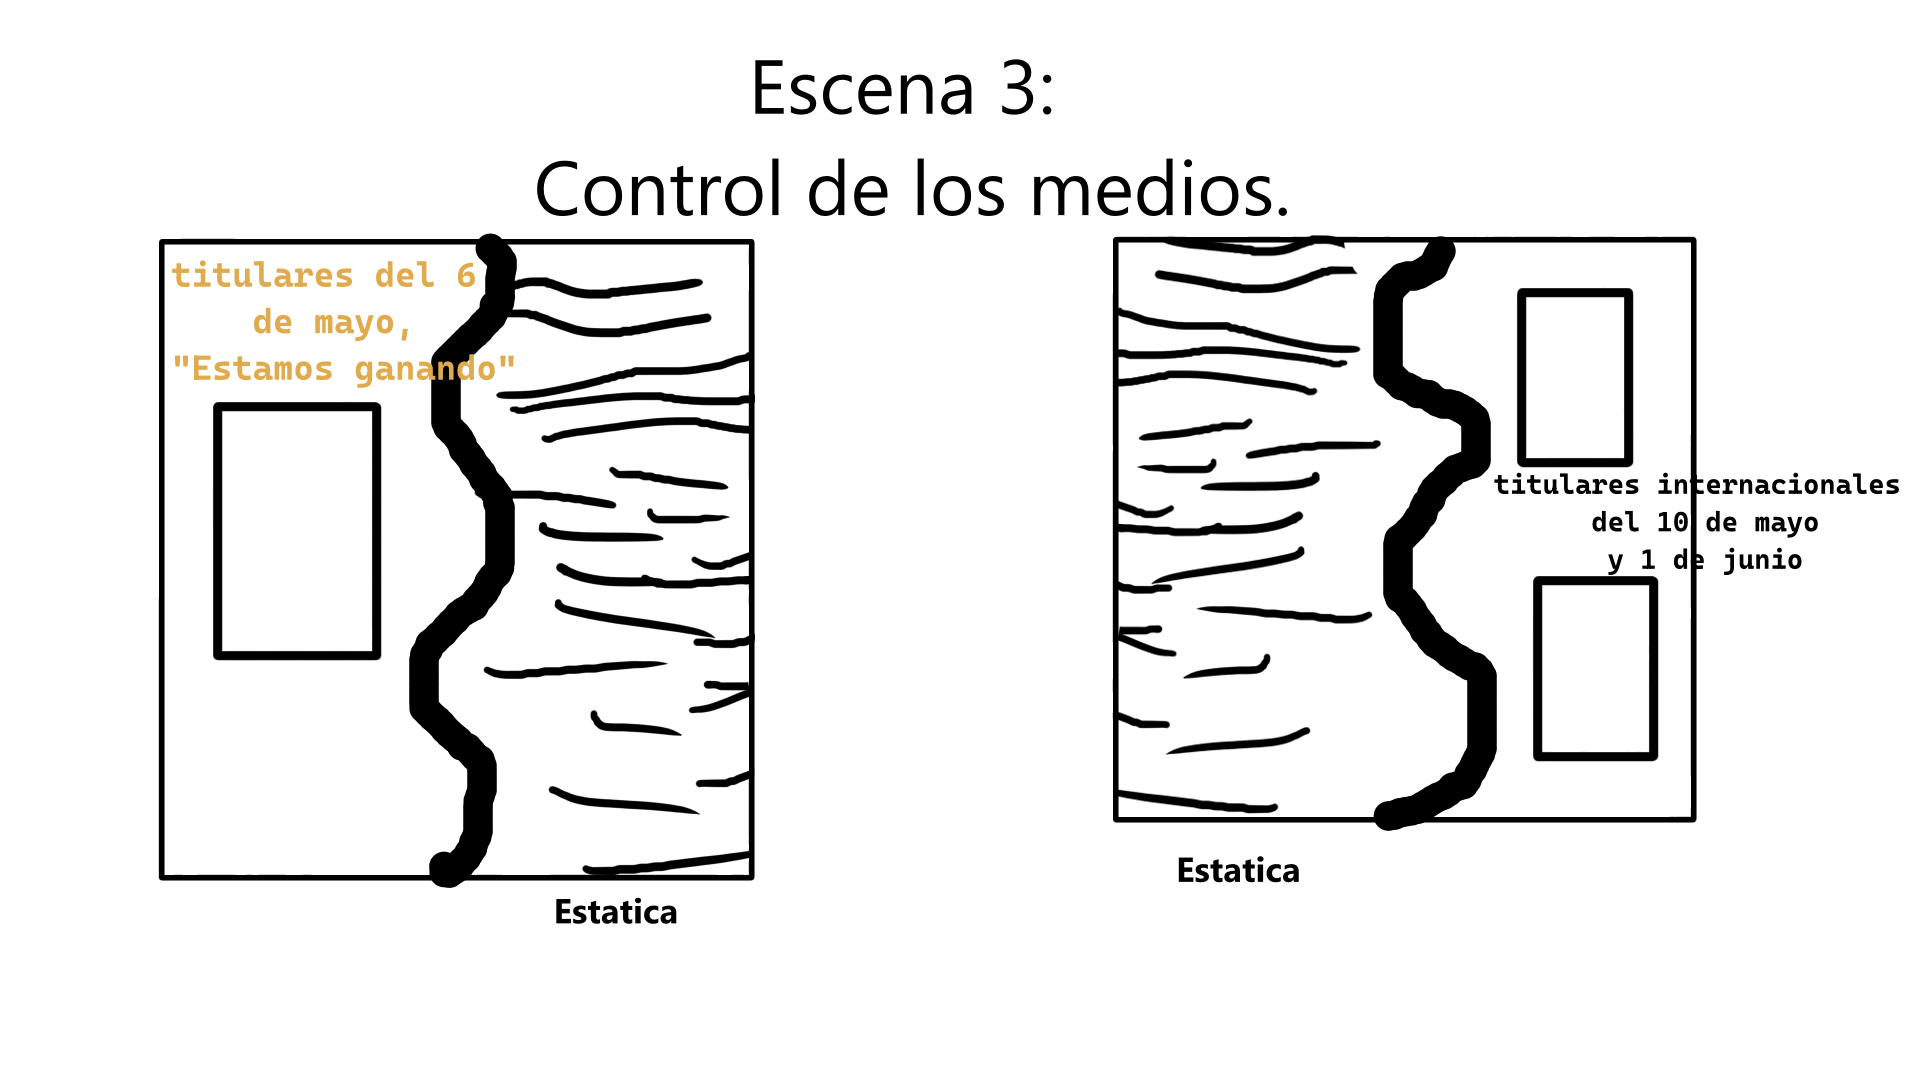 Escena 3:
Control de los medios.
titulares del 6
de mayo,
"Estamos ganando"
Estatica
titulares internacionales
del 10 de mayo
y 1 de junio
Estatica